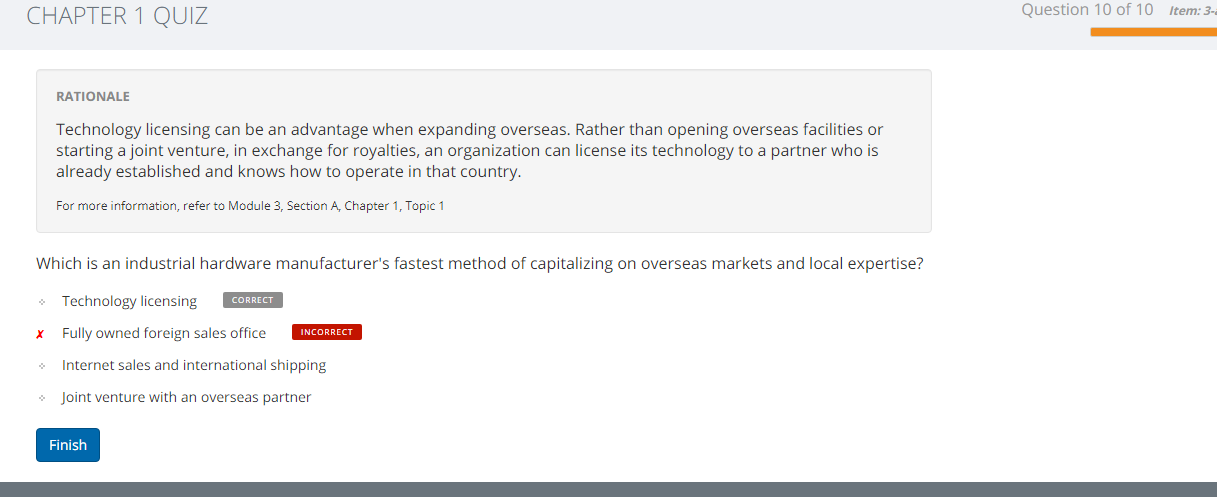 CHAPTER 1 QUIZ
Question 10 of 10 Item: 3-
RATIONALE
Technology licensing can be an advantage when expanding overseas. Rather than opening overseas facilities or
starting a joint venture, in exchange for royalties, an organization can license its technology to a partner who is
already established and knows how to operate in that country.
For more information, refer to Module 3, Section A, Chapter 1, Topic 1
Which is an industrial hardware manufacturer's fastest method of capitalizing on overseas markets and local expertise?
Technology licensing CORRECT
✗ Fully owned foreign sales office INCORRECT
Internet sales and international shipping
Joint venture with an overseas partner
Finish